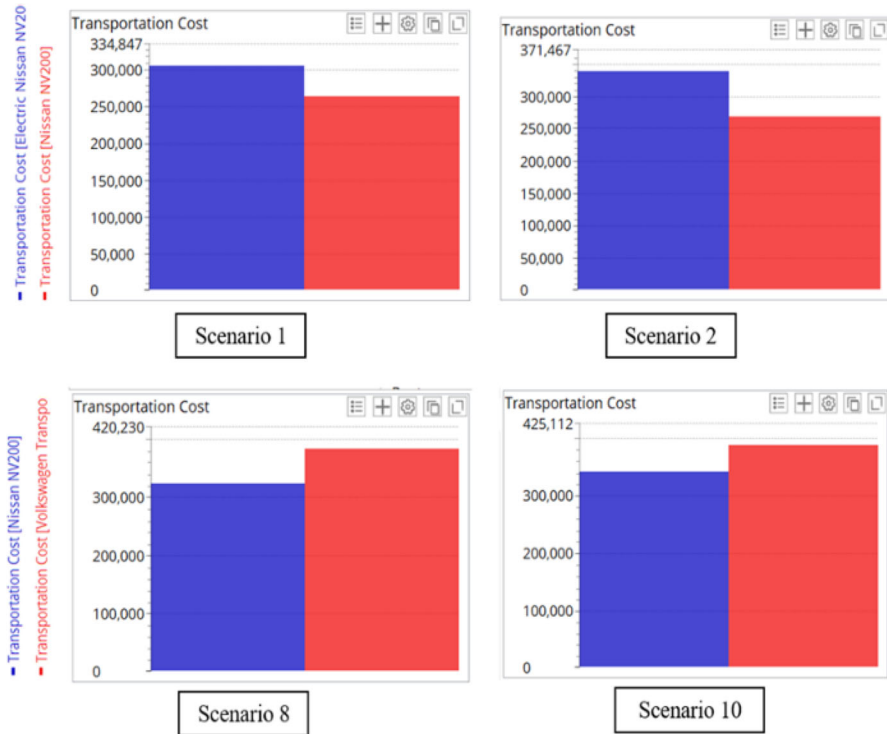 Transportation Cost [Electric Nissan NV20
Transportation Cost [Nissan NV200]
Transportation Cost
334,847
300,000
250,000
200,000
150,000
100,000
50,000
0
Scenario 1
Transportation Cost
371,467
300,000
250,000
200,000
150,000
100,000
50,000
0
Scenario 2
Transportation Cost [Nissan NV200]
Transportation Cost [Volkswagen Transpo
Transportation Cost
420,230
300,000
200,000
100,000
0
Scenario 8
Transportation Cost
425,112
300,000
200,000
100,000
0
Scenario 10